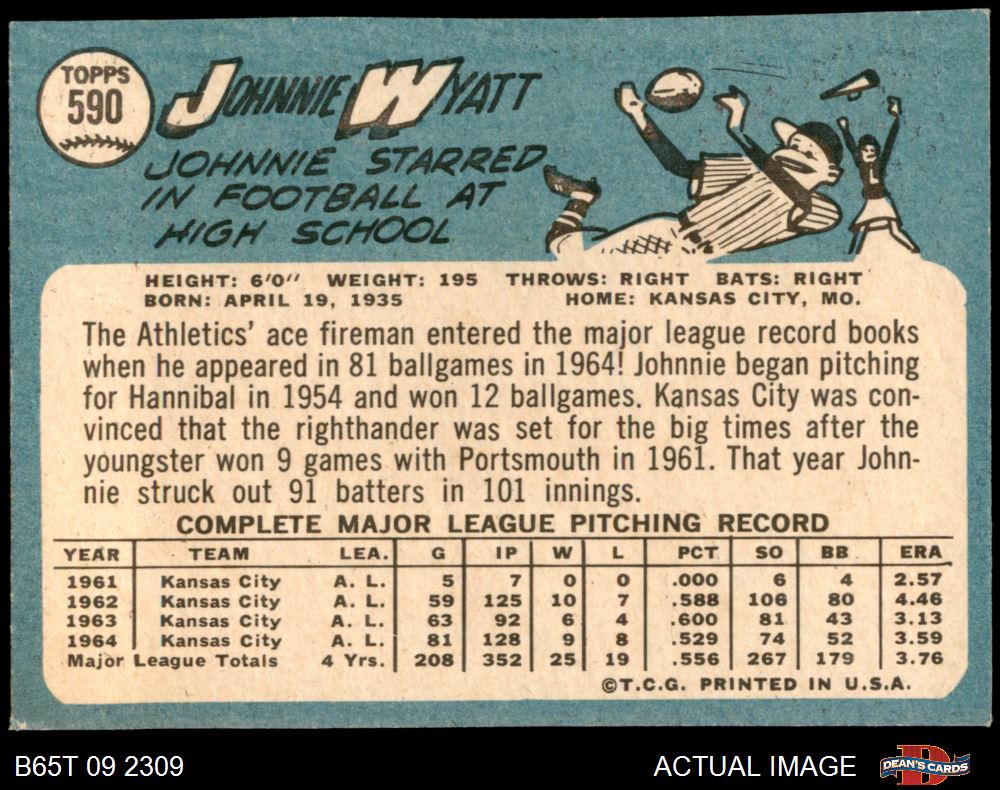 TOPPS
590
JOHNNIE WYATT
JOHNNIE STARRED
IN FOOTBALL AT
HIGH SCHOOL
L
HEIGHT: 6'0" WEIGHT: 195 THROWS: RIGHT BATS: RIGHT
BORN: APRIL 19, 1935 HOME: KANSAS CITY, MO.
The Athletics' ace fireman entered the major league record books
when he appeared in 81 ballgames in 1964! Johnnie began pitching
for Hannibal in 1954 and won 12 ballgames. Kansas City was con-
vinced that the righthander was set for the big times after the
youngster won 9 games with Portsmouth in 1961. That year John-
nie struck out 91 batters in 101 innings.
COMPLETE MAJOR LEAGUE PITCHING RECORD
YEAR TEAM LEA. G IP W L PCT SO BB ERA
1961 Kansas City A. L. 5 7 0 0 .000 6 4 2.57
1962 Kansas City A. L. 59 125 10 7 .588 106 80 4.46
1963 Kansas City A. L. 63 92 6 4 .600 81 43 3.13
1964 Kansas City A. L. 81 128 9 8 .529 74 52 3.59
Major League Totals 4 Yrs. 208 352 25 19 .556 267 179 3.76
©T.C.G. PRINTED IN U.S.A.
B65T 09 2309 ACTUAL IMAGE D DEAN'S CARDS